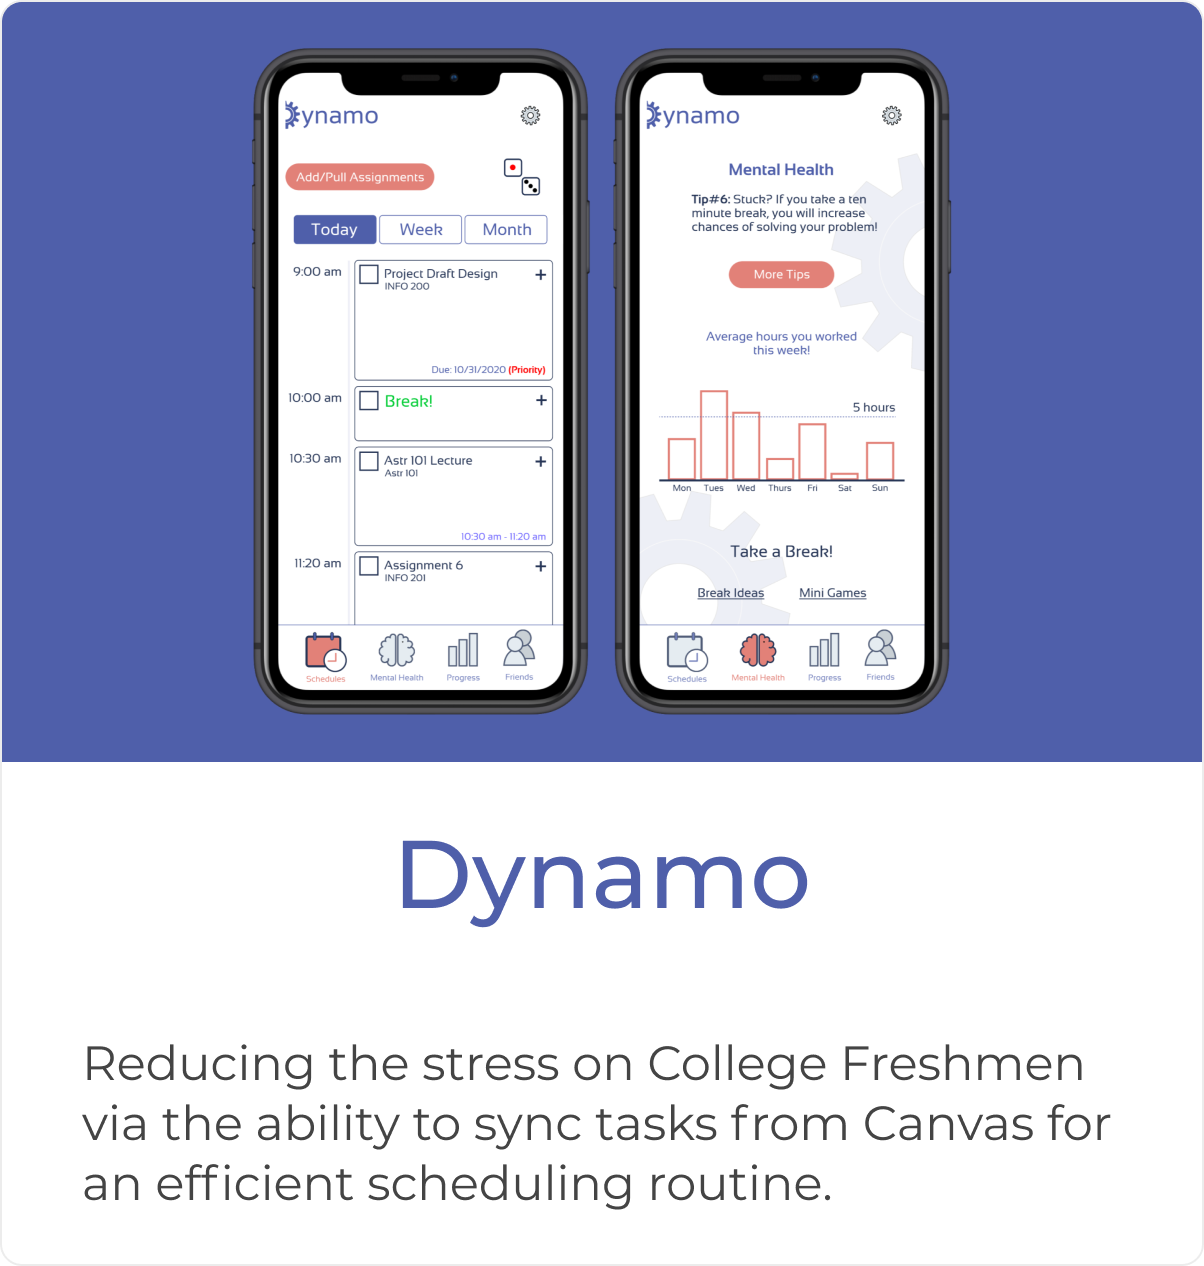 Dynamo
Add/Pull Assignments
Today Week Month
9:00 am
Project Draft Design
INFO 200
Due: 10/31/2020 (Priority)
10:00 am
Break!
10:30 am
Astr 101 Lecture
Astr 101
10:30 am - 11:20 am
11:20 am
Assignment 6
INFO 201
Schedules Mental Health Progress Friends
Dynamo
Mental Health
Tip#6: Stuck? If you take a ten
minute break, you will increase
chances of solving your problem!
More Tips
Average hours you worked
this week!
5 hours
Mon Tues Wed Thurs Fri Sat Sun
Take a Break!
Break Ideas Mini Games
Schedules Mental Health Progress Friends
Dynamo
Reducing the stress on College Freshmen
via the ability to sync tasks from Canvas for
an efficient scheduling routine.